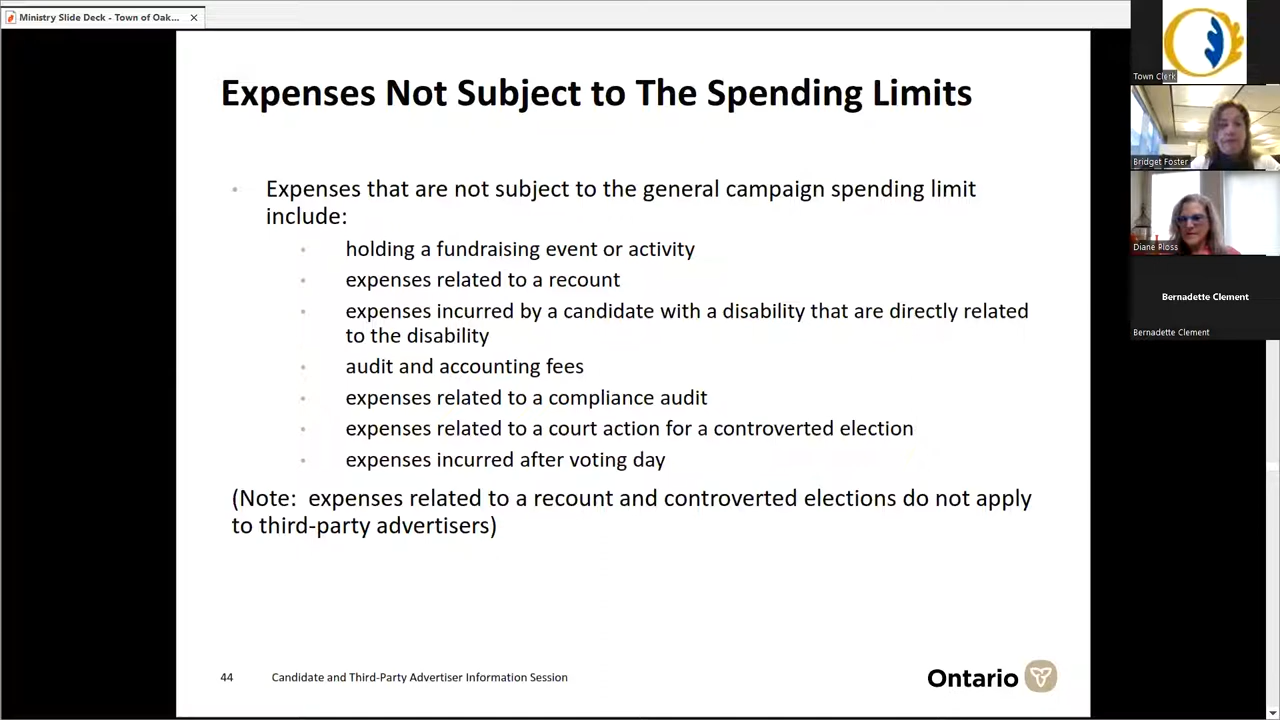 Ministry Slide Deck - Town of Oak...
Expenses Not Subject to The Spending Limits
• Expenses that are not subject to the general campaign spending limit
include:
• holding a fundraising event or activity
• expenses related to a recount
• expenses incurred by a candidate with a disability that are directly related
to the disability
• audit and accounting fees
• expenses related to a compliance audit
• expenses related to a court action for a controverted election
• expenses incurred after voting day
(Note: expenses related to a recount and controverted elections do not apply
to third-party advertisers)
44 Candidate and Third-Party Advertiser Information Session
Ontario
Town Clerk
Bridget Foster
Diane Ploss
Bernadette Clement
Bernadette Clement